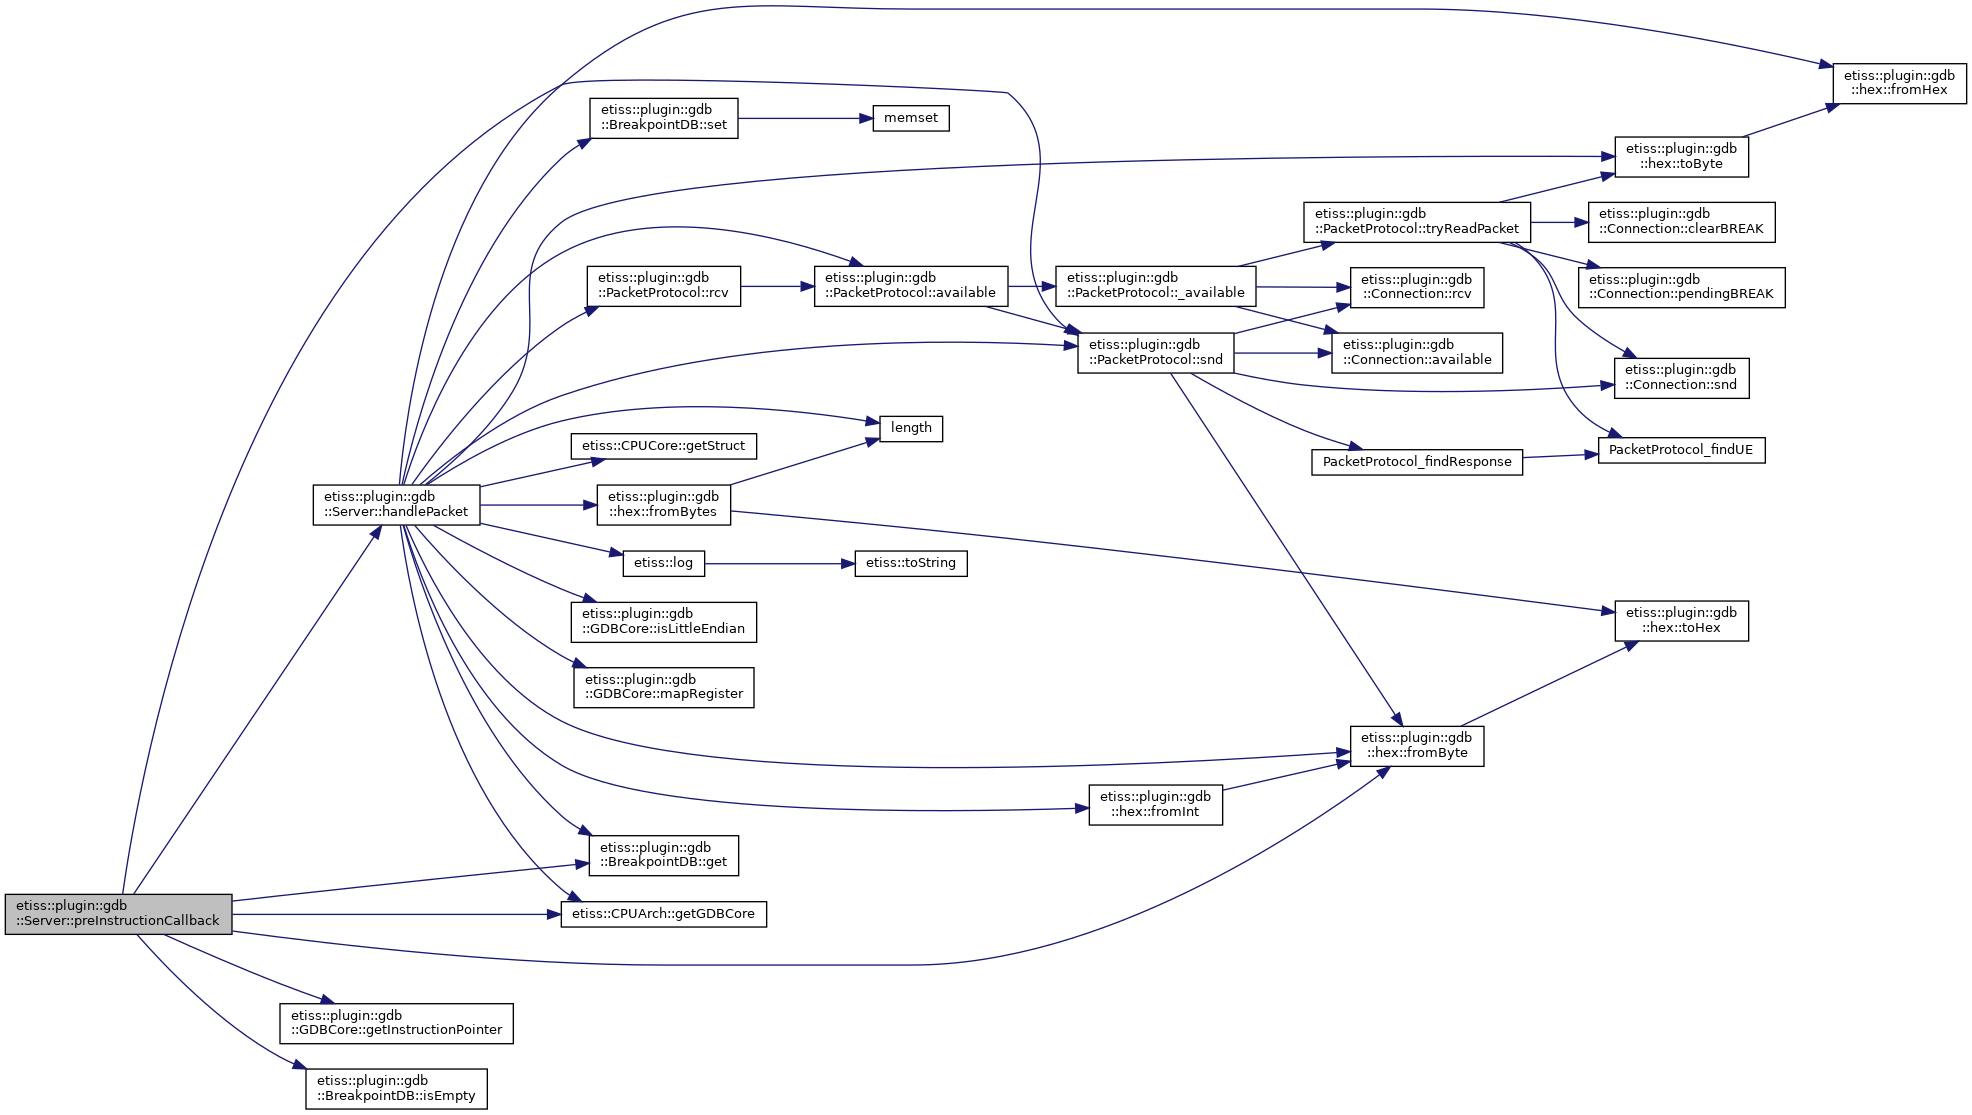 etiss::plugin::gdb
::Server::preInstructionCallback
etiss::plugin::gdb
::Server::handlePacket
etiss::plugin::gdb
::GDBCore::getInstructionPointer
etiss::plugin::gdb
::BreakpointDB::isEmpty
etiss::plugin::gdb
::BreakpointDB::set
etiss::plugin::gdb
::PacketProtocol::rcv
etiss::CPUCore::getStruct
etiss::plugin::gdb
::hex::fromBytes
etiss::log
etiss::plugin::gdb
::GDBCore::isLittleEndian
etiss::plugin::gdb
::GDBCore::mapRegister
etiss::plugin::gdb
::BreakpointDB::get
etiss::CPUArch::getGDBCore
memset
etiss::plugin::gdb
::PacketProtocol::available
length
etiss::toString
etiss::plugin::gdb
::PacketProtocol::_available
etiss::plugin::gdb
::PacketProtocol::snd
etiss::plugin::gdb
::hex::fromInt
etiss::plugin::gdb
::PacketProtocol::tryReadPacket
etiss::plugin::gdb
::Connection::rcv
etiss::plugin::gdb
::Connection::available
PacketProtocol_findResponse
etiss::plugin::gdb
::hex::fromByte
etiss::plugin::gdb
::hex::toByte
etiss::plugin::gdb
::Connection::clearBREAK
etiss::plugin::gdb
::Connection::pendingBREAK
etiss::plugin::gdb
::Connection::snd
PacketProtocol_findUE
etiss::plugin::gdb
::hex::toHex
etiss::plugin::gdb
::hex::fromHex